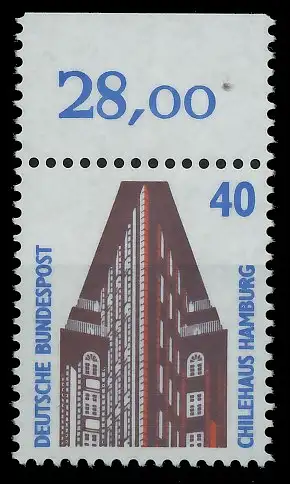 28,00
40
DEUTSCHE BUNDESPOST
CHILEHAUS HAMBURG